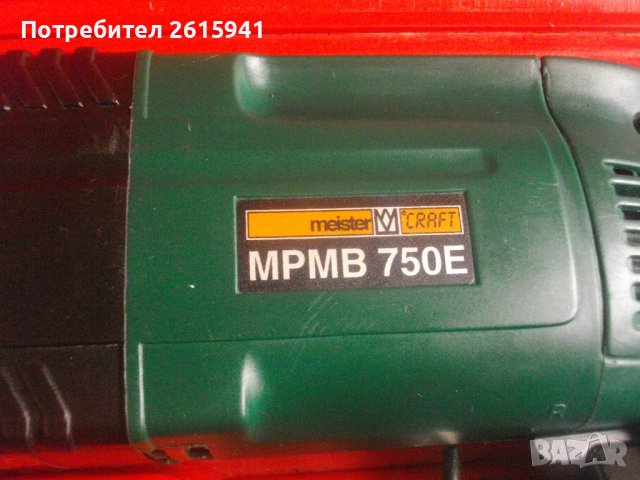 Потребител 2615941
meister CRAFT
MPMB 750E
R
BAZAR